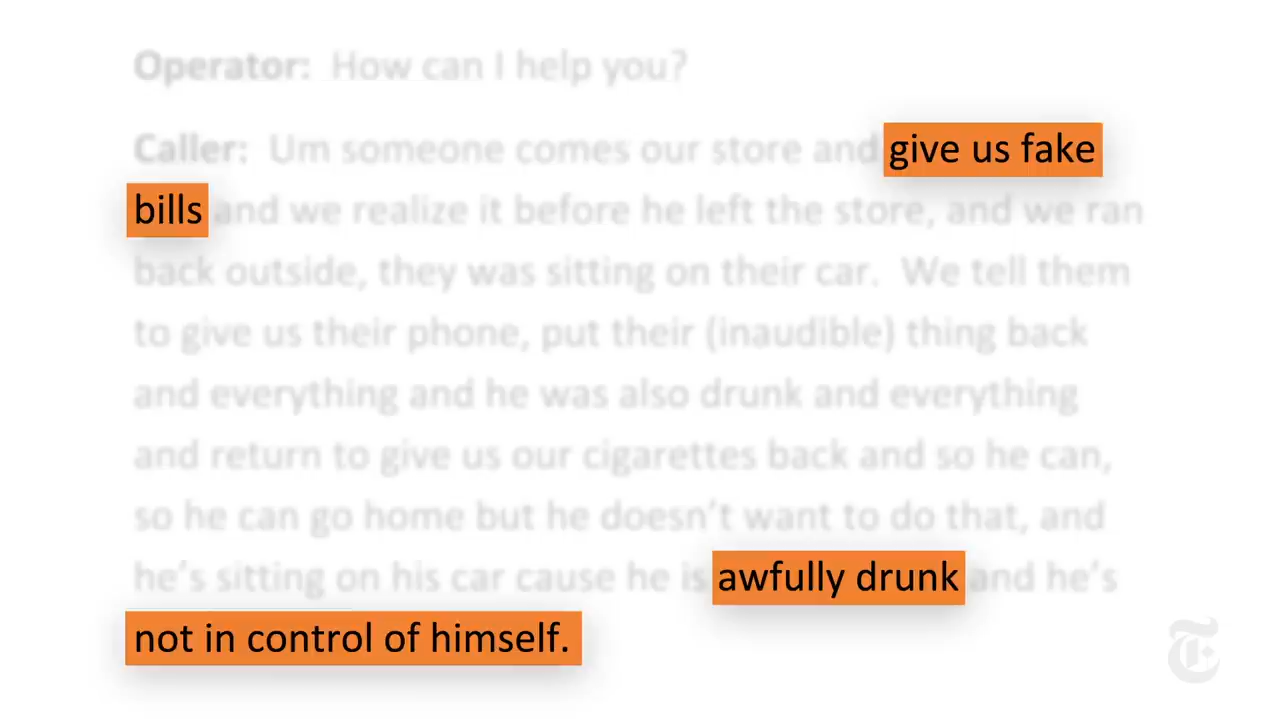 Operator: How can I help you?
Caller: Um someone comes our store and give us fake
bills and we realize it before he left the store, and we ran
back outside, they was sitting on their car. We tell them
to give us their phone, put their (inaudible) thing back
and everything and he was also drunk and everything
and return to give us our cigarettes back and so he can,
so he can go home but he doesn't want to do that, and
he's sitting on his car cause he is awfully drunk and he's
not in control of himself.
T